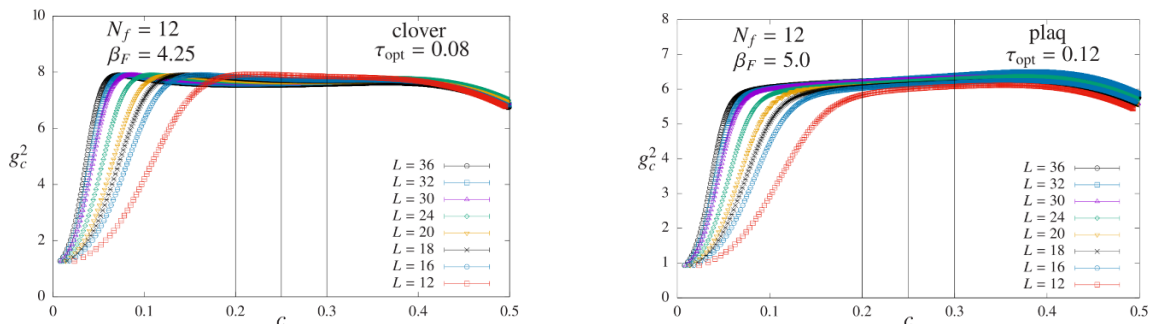 N_f = 12
β_F = 4.25
clover
τ_opt = 0.08
g_c^2
10
8
6
4
2
0
L = 36
L = 32
L = 30
L = 24
L = 20
L = 18
L = 16
L = 12
0 0.1 0.2 0.3 0.4 0.5
c
N_f = 12
β_F = 5.0
plaq
τ_opt = 0.12
g_c^2
8
7
6
5
4
3
2
1
0
L = 36
L = 32
L = 30
L = 24
L = 20
L = 18
L = 16
L = 12
0 0.1 0.2 0.3 0.4 0.5
c